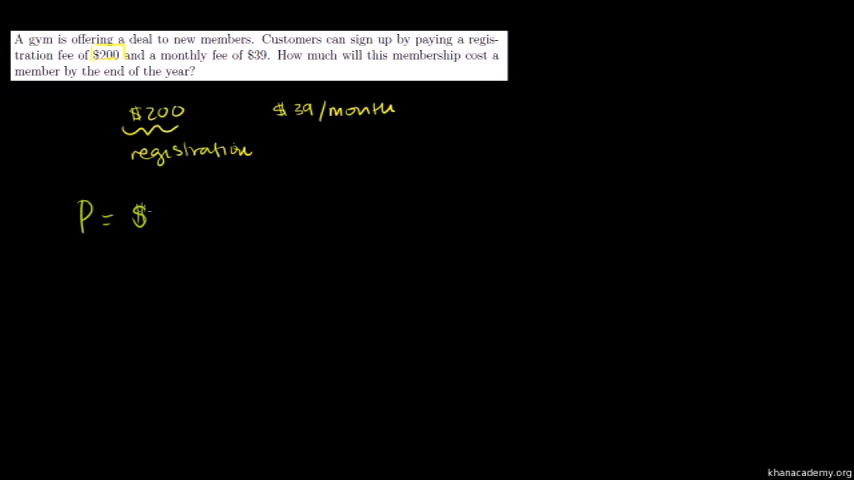 A gym is offering a deal to new members. Customers can sign up by paying a regis-
tration fee of $200 and a monthly fee of $39. How much will this membership cost a
member by the end of the year?
$200 $39/month
registration
P = $
khanacademy.org